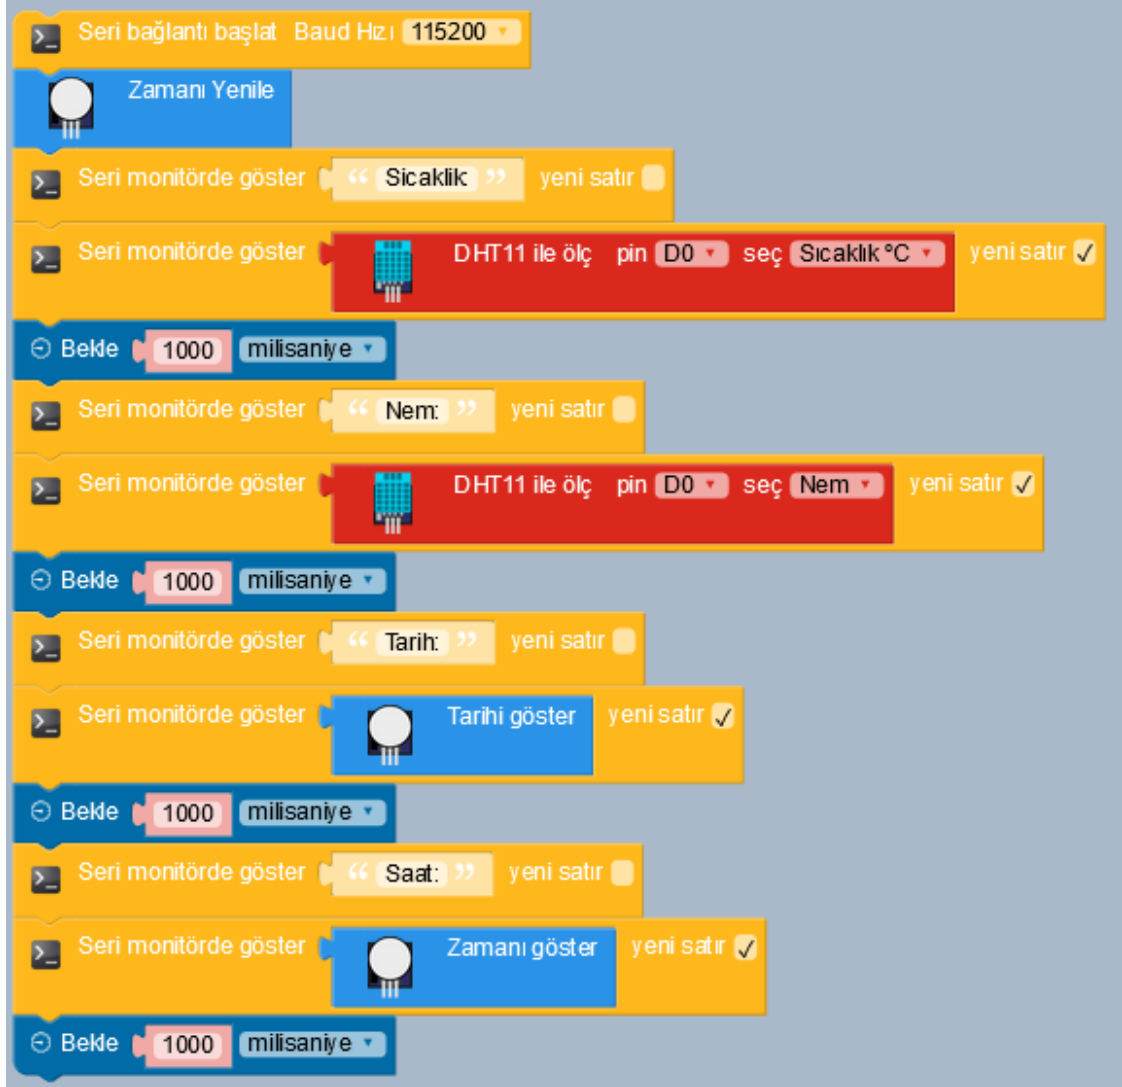 Seri bağlantı başlat Baud Hızı 115200
Zamanı Yenile
Seri monitörde göster “ Sicaklik: ” yeni satır
Seri monitörde göster DHT11 ile ölç pin D0 seç Sıcaklık ºC yeni satır ✓
Bekle 1000 milisaniye
Seri monitörde göster “ Nem: ” yeni satır
Seri monitörde göster DHT11 ile ölç pin D0 seç Nem yeni satır ✓
Bekle 1000 milisaniye
Seri monitörde göster “ Tarih: ” yeni satır
Seri monitörde göster Tarihi göster yeni satır ✓
Bekle 1000 milisaniye
Seri monitörde göster “ Saat: ” yeni satır
Seri monitörde göster Zamanı göster yeni satır ✓
Bekle 1000 milisaniye